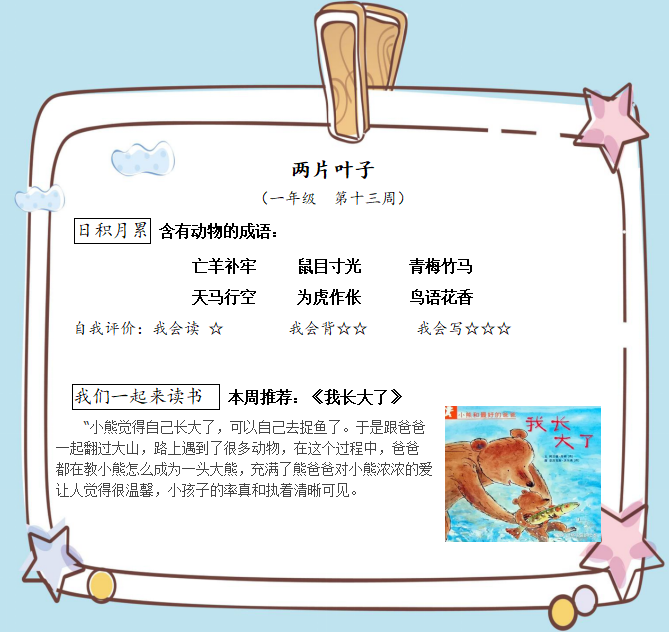 两片叶子
（一年级 第十三周）
日积月累 含有动物的成语：
亡羊补牢 鼠目寸光 青梅竹马
天马行空 为虎作伥 鸟语花香
自我评价：我会读 ☆ 我会背☆☆ 我会写☆☆☆
我们一起来读书 本周推荐：《我长大了》
“小熊觉得自己长大了，可以自己去捉鱼了。于是跟爸爸
一起翻过大山，路上遇到了很多动物，在这个过程中，爸爸
都在教小熊怎么成为一头大熊，充满了熊爸爸对小熊浓浓的爱
让人觉得很温馨，小孩子的率真和执着清晰可见。
小熊和最好的爸爸
我长
大了